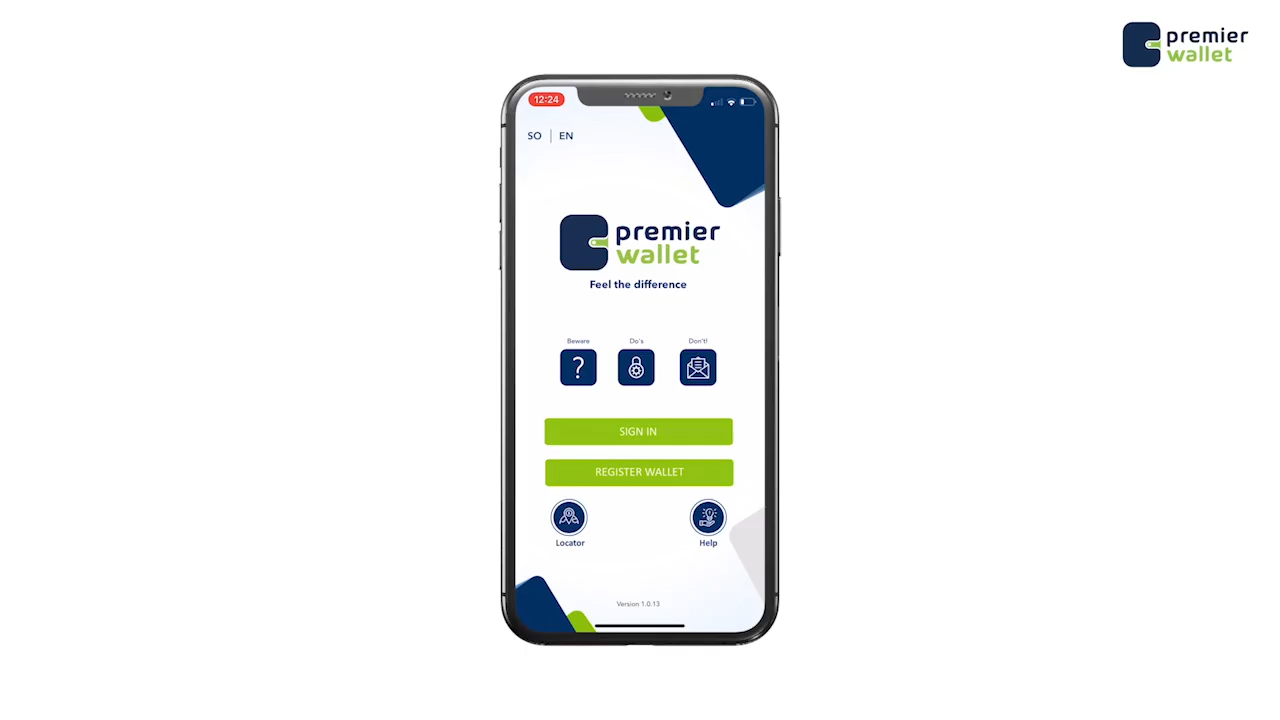 premier
wallet
12:24
SO | EN
premier
wallet
Feel the difference
Beware
Do's
Don't!
SIGN IN
REGISTER WALLET
Locator
Help
Version 1.0.13